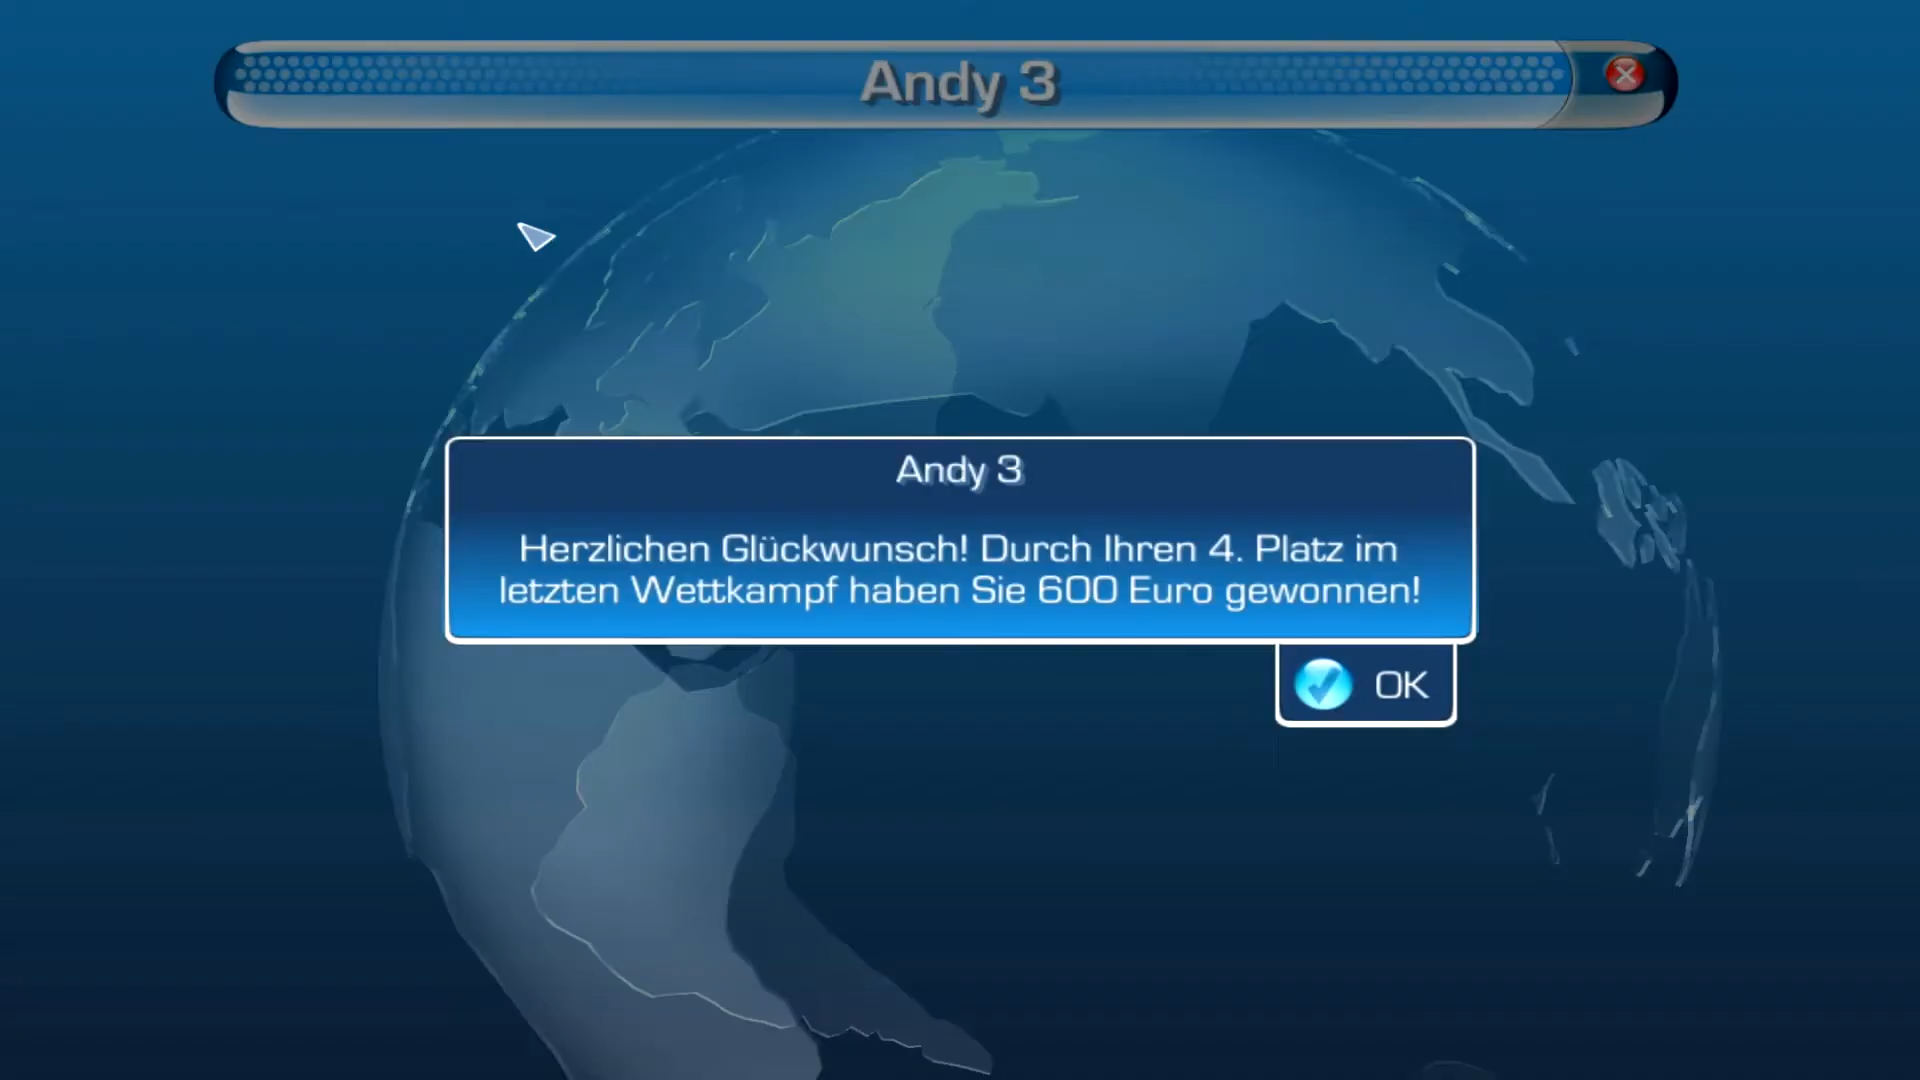 Andy 3
Andy 3
Herzlichen Glückwunsch! Durch Ihren 4. Platz im
letzten Wettkampf haben Sie 600 Euro gewonnen!
OK